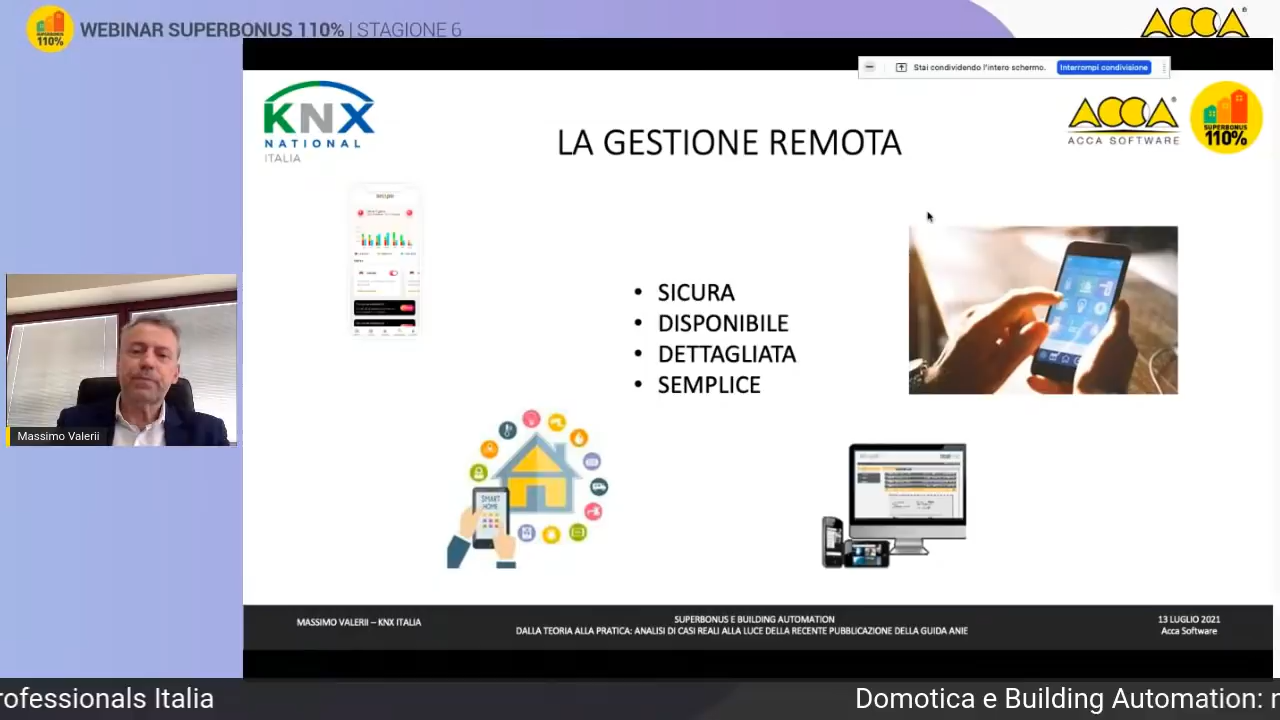 SUPERBONUS
110%
WEBINAR SUPERBONUS 110% | STAGIONE 6
ACCA
Stai condividendo l'intero schermo.
Interrompi condivisione
KNX
NATIONAL
ITALIA
LA GESTIONE REMOTA
ACCA
ACCA SOFTWARE
SUPERBONUS
110%
• SICURA
• DISPONIBILE
• DETTAGLIATA
• SEMPLICE
Massimo Valerii
SMART
HOME
MASSIMO VALERII – KNX ITALIA
SUPERBONUS E BUILDING AUTOMATION
DALLA TEORIA ALLA PRATICA: ANALISI DI CASI REALI ALLA LUCE DELLA RECENTE PUBBLICAZIONE DELLA GUIDA ANIE
13 LUGLIO 2021
Acca Software
rofessionals Italia
Domotica e Building Automation: